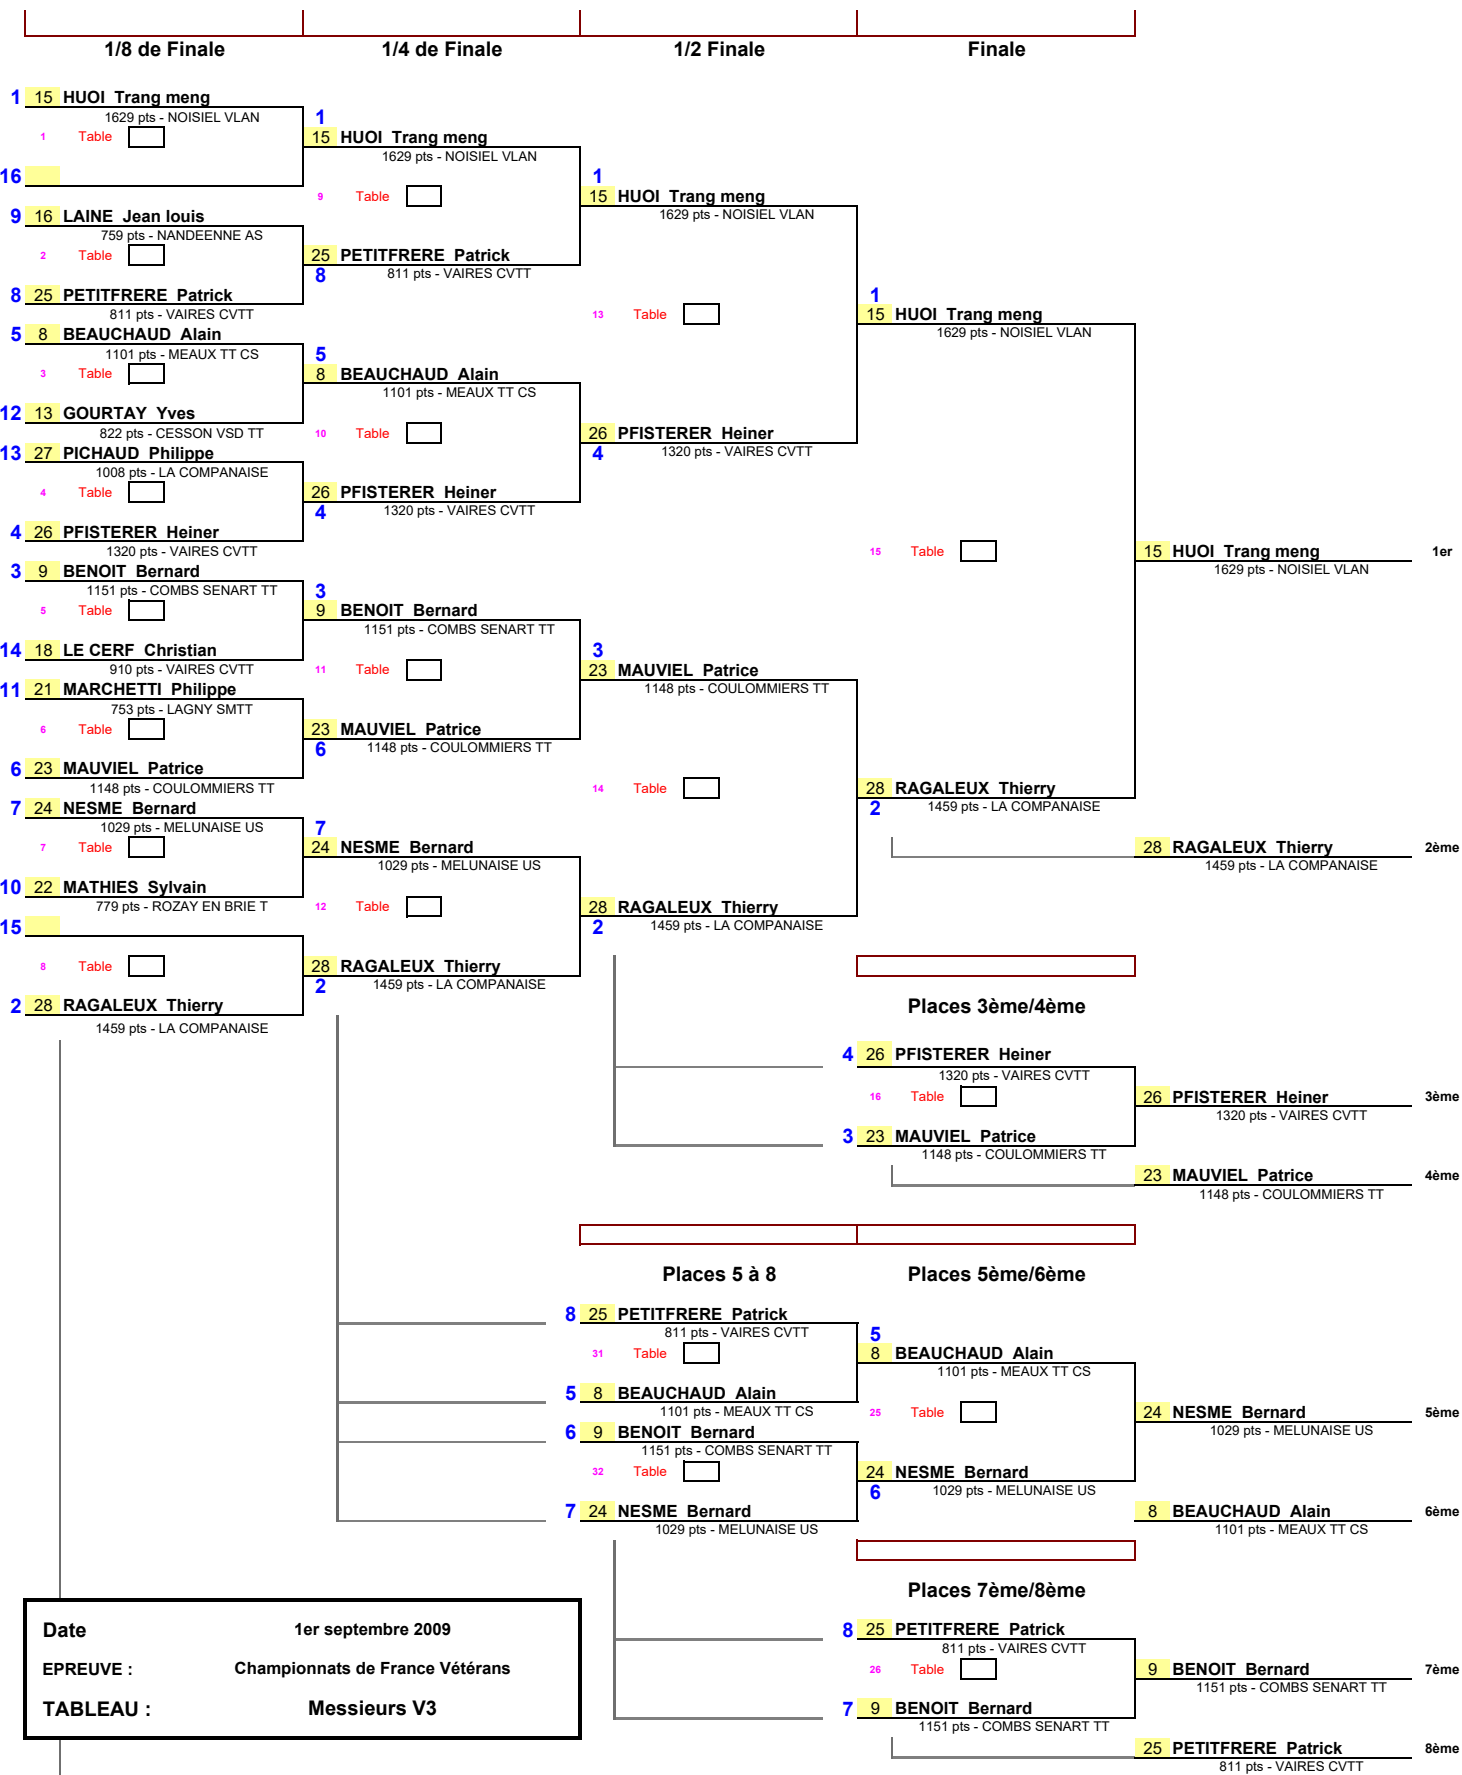 1/8 de Finale
1/4 de Finale
1/2 Finale
Finale
1 15 HUOI Trang meng
1629 pts - NOISIEL VLAN
1 Table
16
9 16 LAINE Jean louis
759 pts - NANDEENNE AS
2 Table
8 25 PETITFRERE Patrick
811 pts - VAIRES CVTT
5 8 BEAUCHAUD Alain
1101 pts - MEAUX TT CS
3 Table
12 13 GOURTAY Yves
822 pts - CESSON VSD TT
13 27 PICHAUD Philippe
1008 pts - LA COMPANAISE
4 Table
4 26 PFISTERER Heiner
1320 pts - VAIRES CVTT
3 9 BENOIT Bernard
1151 pts - COMBS SENART TT
5 Table
14 18 LE CERF Christian
910 pts - VAIRES CVTT
11 21 MARCHETTI Philippe
753 pts - LAGNY SMTT
6 Table
6 23 MAUVIEL Patrice
1148 pts - COULOMMIERS TT
7 24 NESME Bernard
1029 pts - MELUNAISE US
7 Table
10 22 MATHIES Sylvain
779 pts - ROZAY EN BRIE T
15
8 Table
2 28 RAGALEUX Thierry
1459 pts - LA COMPANAISE
1
15 HUOI Trang meng
1629 pts - NOISIEL VLAN
9 Table
25 PETITFRERE Patrick
8 811 pts - VAIRES CVTT
5
8 BEAUCHAUD Alain
1101 pts - MEAUX TT CS
10 Table
26 PFISTERER Heiner
4 1320 pts - VAIRES CVTT
3
9 BENOIT Bernard
1151 pts - COMBS SENART TT
11 Table
23 MAUVIEL Patrice
6 1148 pts - COULOMMIERS TT
7
24 NESME Bernard
1029 pts - MELUNAISE US
12 Table
28 RAGALEUX Thierry
2 1459 pts - LA COMPANAISE
1
15 HUOI Trang meng
1629 pts - NOISIEL VLAN
13 Table
26 PFISTERER Heiner
4 1320 pts - VAIRES CVTT
3
23 MAUVIEL Patrice
1148 pts - COULOMMIERS TT
14 Table
28 RAGALEUX Thierry
2 1459 pts - LA COMPANAISE
1
15 HUOI Trang meng
1629 pts - NOISIEL VLAN
15 Table
28 RAGALEUX Thierry
2 1459 pts - LA COMPANAISE
15 HUOI Trang meng 1er
1629 pts - NOISIEL VLAN
28 RAGALEUX Thierry 2ème
1459 pts - LA COMPANAISE
Places 3ème/4ème
4 26 PFISTERER Heiner
1320 pts - VAIRES CVTT
16 Table
3 23 MAUVIEL Patrice
1148 pts - COULOMMIERS TT
26 PFISTERER Heiner 3ème
1320 pts - VAIRES CVTT
23 MAUVIEL Patrice 4ème
1148 pts - COULOMMIERS TT
Places 5 à 8
Places 5ème/6ème
8 25 PETITFRERE Patrick
811 pts - VAIRES CVTT
31 Table
5 8 BEAUCHAUD Alain
1101 pts - MEAUX TT CS
6 9 BENOIT Bernard
1151 pts - COMBS SENART TT
32 Table
7 24 NESME Bernard
1029 pts - MELUNAISE US
5
8 BEAUCHAUD Alain
1101 pts - MEAUX TT CS
25 Table
24 NESME Bernard
6 1029 pts - MELUNAISE US
24 NESME Bernard 5ème
1029 pts - MELUNAISE US
8 BEAUCHAUD Alain 6ème
1101 pts - MEAUX TT CS
Places 7ème/8ème
8 25 PETITFRERE Patrick
811 pts - VAIRES CVTT
26 Table
7 9 BENOIT Bernard
1151 pts - COMBS SENART TT
9 BENOIT Bernard 7ème
1151 pts - COMBS SENART TT
25 PETITFRERE Patrick 8ème
811 pts - VAIRES CVTT
Date 1er septembre 2009
EPREUVE : Championnats de France Vétérans
TABLEAU : Messieurs V3